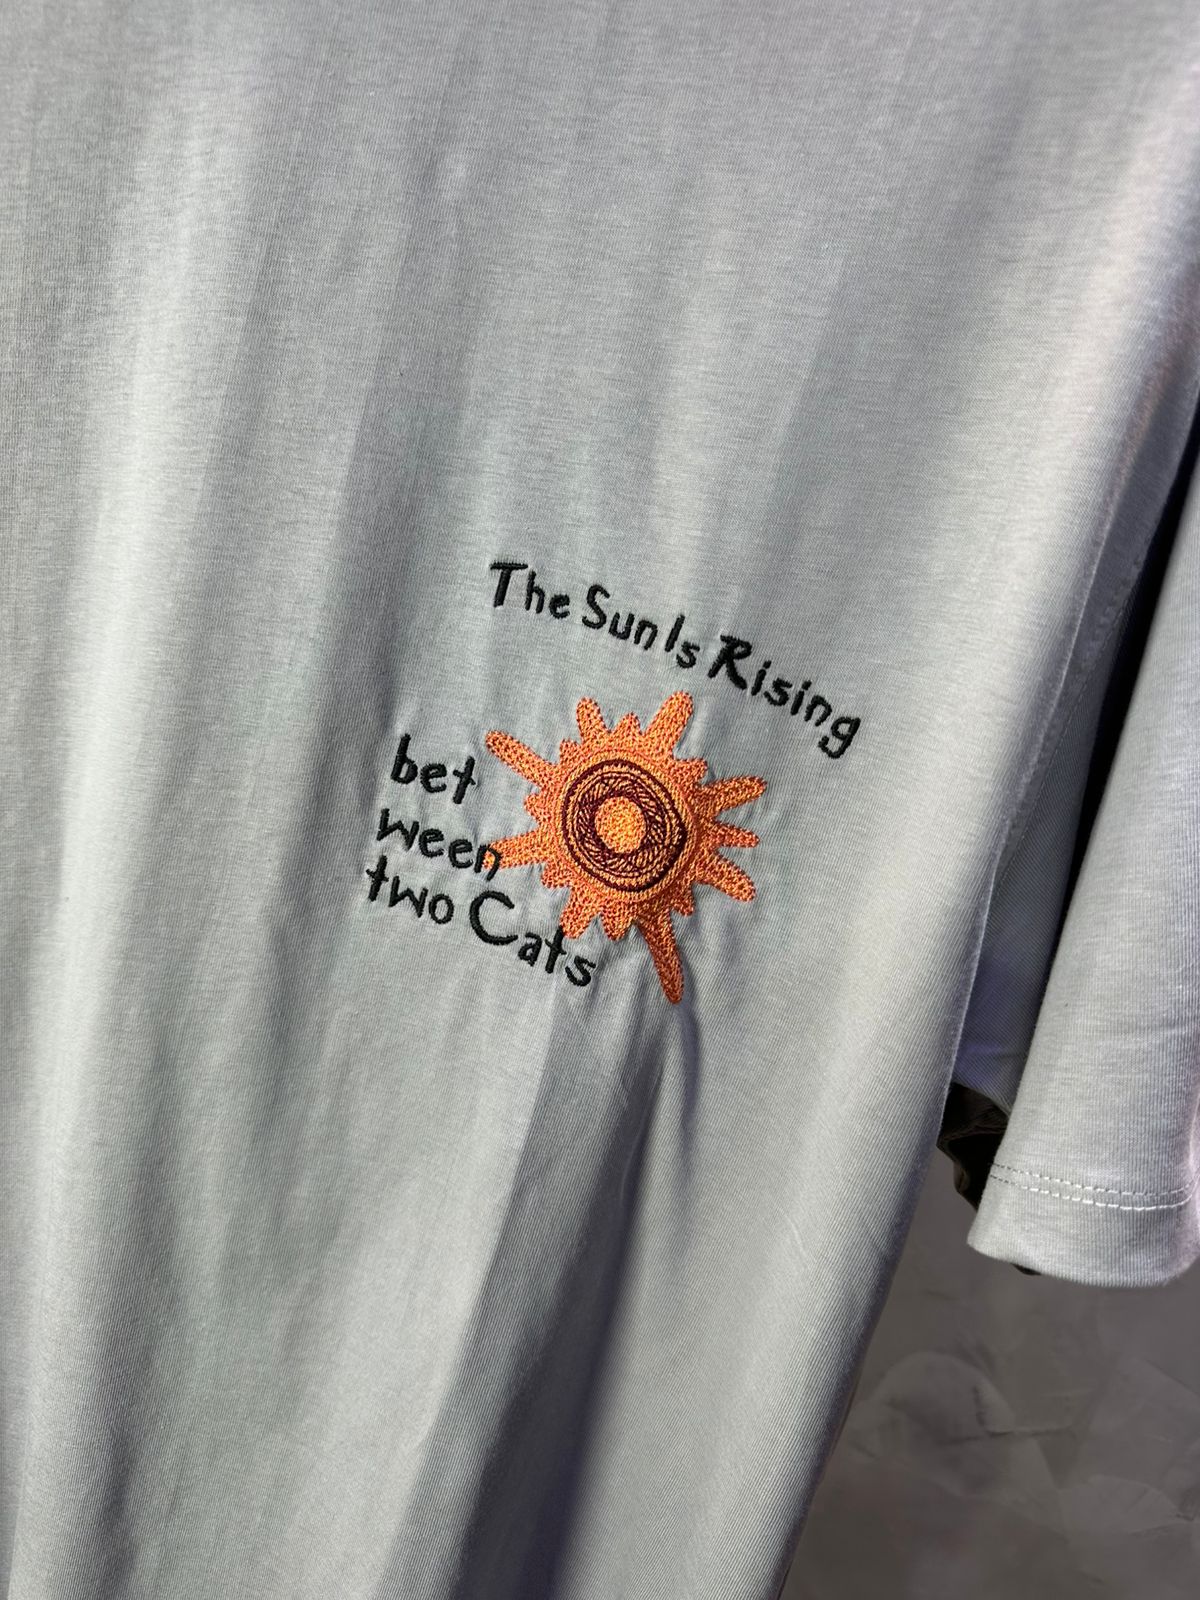 The Sun Is Rising
bet
ween
two Cats